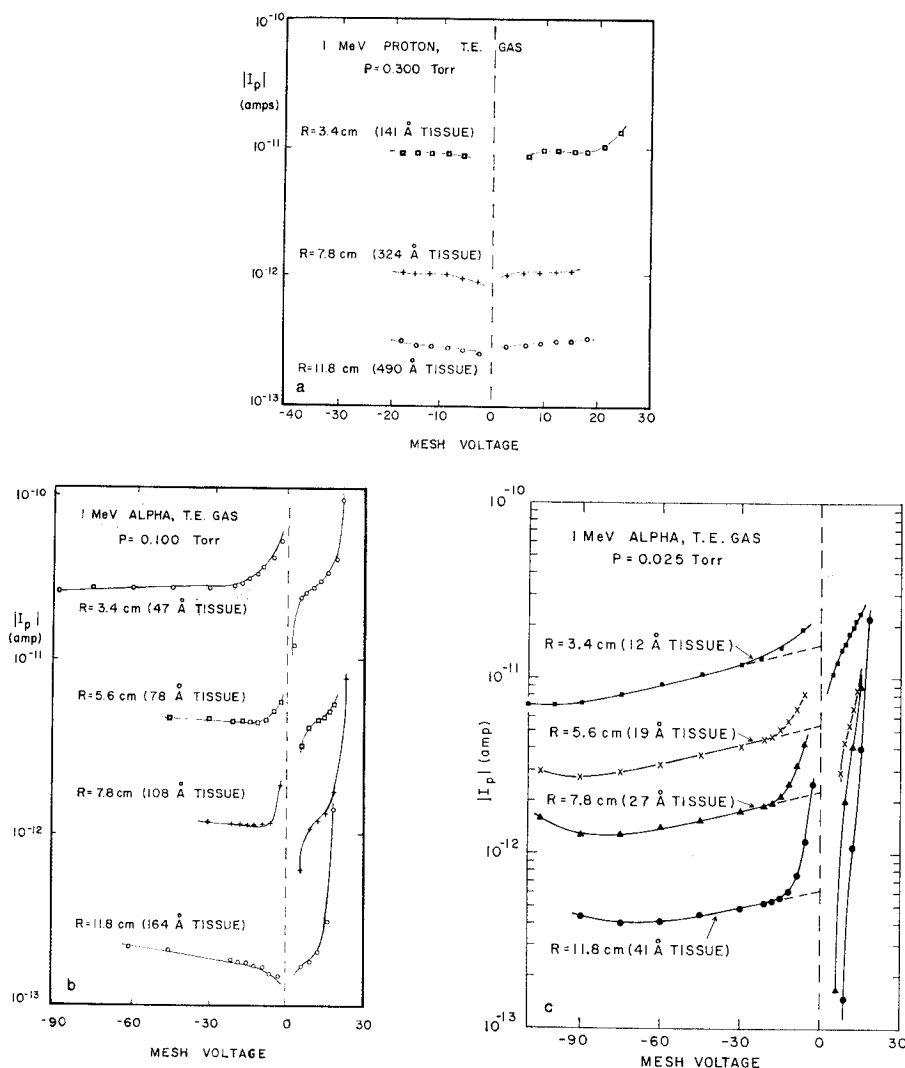 10⁻¹⁰
1 MeV PROTON, T.E. GAS
P=0.300 Torr
|Ip|
(amps)
R=3.4 cm (141 Å TISSUE)
10⁻¹¹
R=7.8 cm (324 Å TISSUE)
10⁻¹²
R=11.8 cm (490 Å TISSUE)
a
10⁻¹³
-40 -30 -20 -10 0 10 20 30
MESH VOLTAGE
10⁻¹⁰
1 MeV ALPHA, T.E. GAS
P= 0.100 Torr
R= 3.4 cm (47 Å TISSUE)
|Ip|
(amp)
10⁻¹¹
R=5.6 cm (78 Å TISSUE)
R=7.8 cm (108 Å TISSUE)
10⁻¹²
R=11.8 cm (164 Å TISSUE)
b
10⁻¹³
-90 -60 -30 0 30
MESH VOLTAGE
10⁻¹⁰
1 MeV ALPHA, T.E. GAS
P = 0.025 Torr
R=3.4 cm (12 Å TISSUE)
10⁻¹¹
R=5.6 cm (19 Å TISSUE)
|Ip| (amp)
R=7.8 cm (27 Å TISSUE)
10⁻¹²
R=11.8 cm (41 Å TISSUE)
c
10⁻¹³
-90 -60 -30 0 30
MESH VOLTAGE